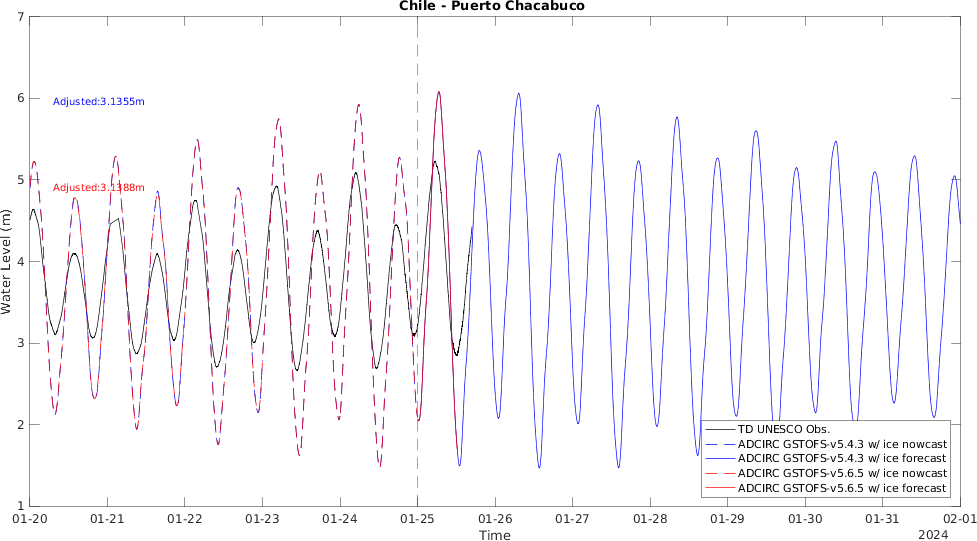 Chile - Puerto Chacabuco
7
6
5
4
3
2
1
Water Level (m)
Adjusted:3.1355m
Adjusted:3.1388m
TD UNESCO Obs.
ADCIRC GSTOFS-v5.4.3 w/ ice nowcast
ADCIRC GSTOFS-v5.4.3 w/ ice forecast
ADCIRC GSTOFS-v5.6.5 w/ ice nowcast
ADCIRC GSTOFS-v5.6.5 w/ ice forecast
01-20 01-21 01-22 01-23 01-24 01-25 01-26 01-27 01-28 01-29 01-30 01-31 02-01
Time
2024